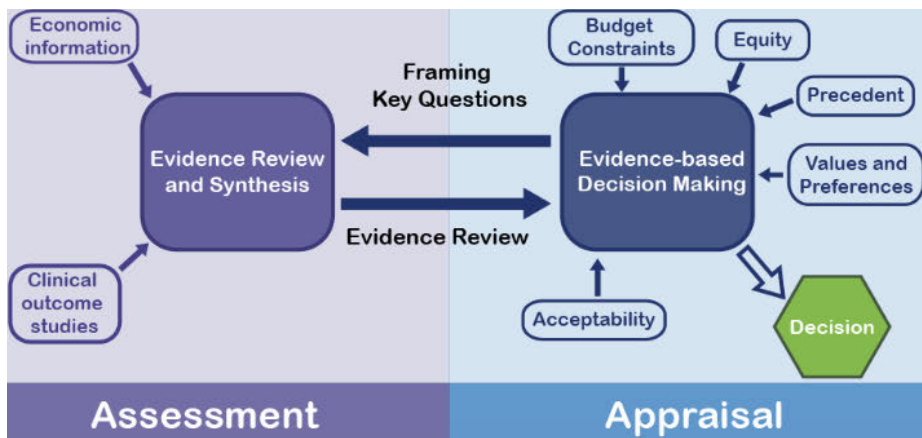 Economic
information
Clinical
outcome
studies
Evidence Review
and Synthesis
Framing
Key Questions
Evidence Review
Budget
Constraints
Equity
Precedent
Values and
Preferences
Evidence-based
Decision Making
Acceptability
Decision
Assessment
Appraisal